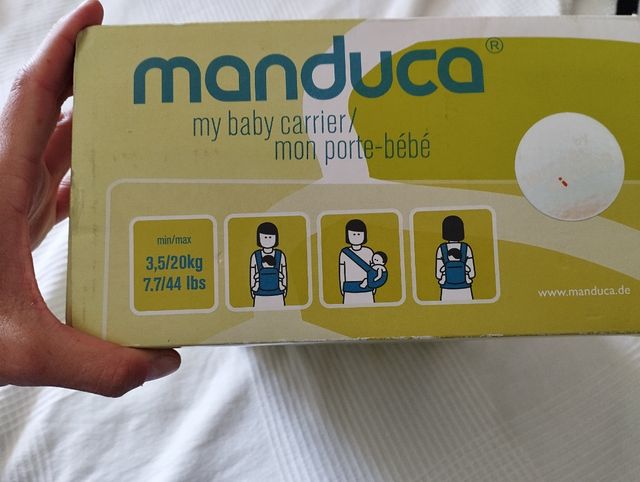 manduca®
my baby carrier/
mon porte-bébé
min/max
3,5/20kg
7.7/44 lbs
www.manduca.de